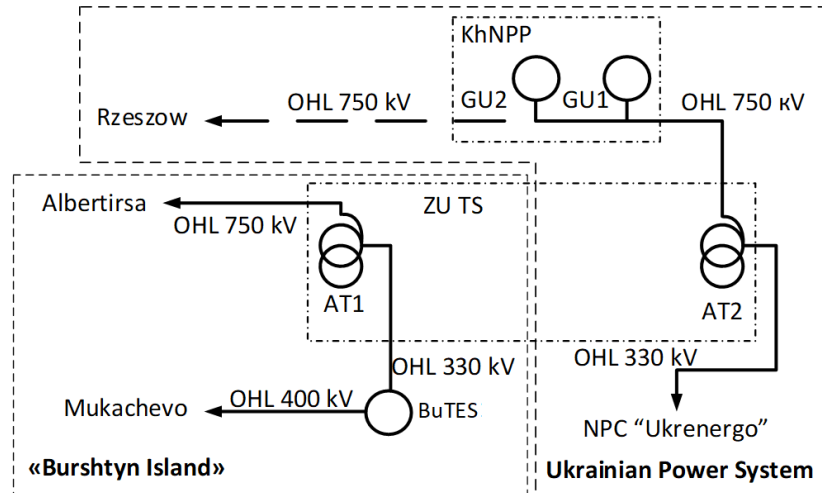 KhNPP
GU2
GU1
OHL 750 kV
OHL 750 кV
Rzeszow
Albertirsa
OHL 750 kV
ZU TS
AT1
AT2
OHL 330 kV
OHL 330 kV
Mukachevo
OHL 400 kV
BuTES
NPC “Ukrenergo”
«Burshtyn Island»
Ukrainian Power System